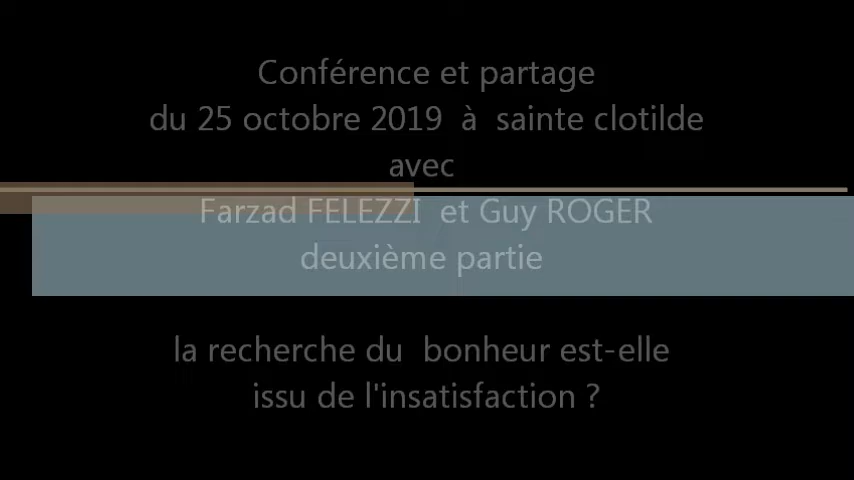 Conférence et partage
du 25 octobre 2019 à sainte clotilde
avec
Farzad FELEZZI et Guy ROGER
deuxième partie
la recherche du bonheur est-elle
issu de l'insatisfaction ?